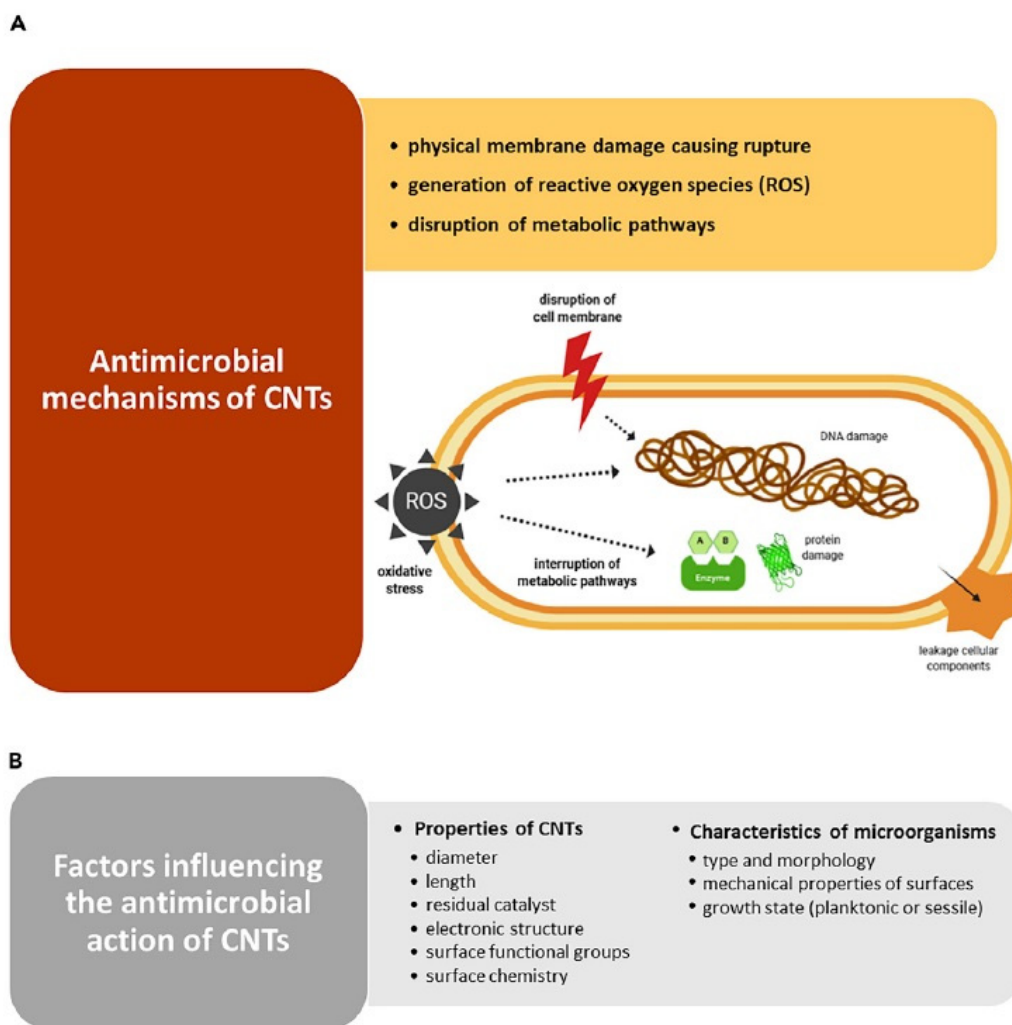 A
• physical membrane damage causing rupture
• generation of reactive oxygen species (ROS)
• disruption of metabolic pathways
Antimicrobial
mechanisms of CNTs
disruption of
cell membrane
DNA damage
ROS
oxidative
stress
interruption of
metabolic pathways
A
B
Enzyme
protein
damage
leakage cellular
components
B
Factors influencing
the antimicrobial
action of CNTs
• Properties of CNTs
• diameter
• length
• residual catalyst
• electronic structure
• surface functional groups
• surface chemistry
• Characteristics of microorganisms
• type and morphology
• mechanical properties of surfaces
• growth state (planktonic or sessile)